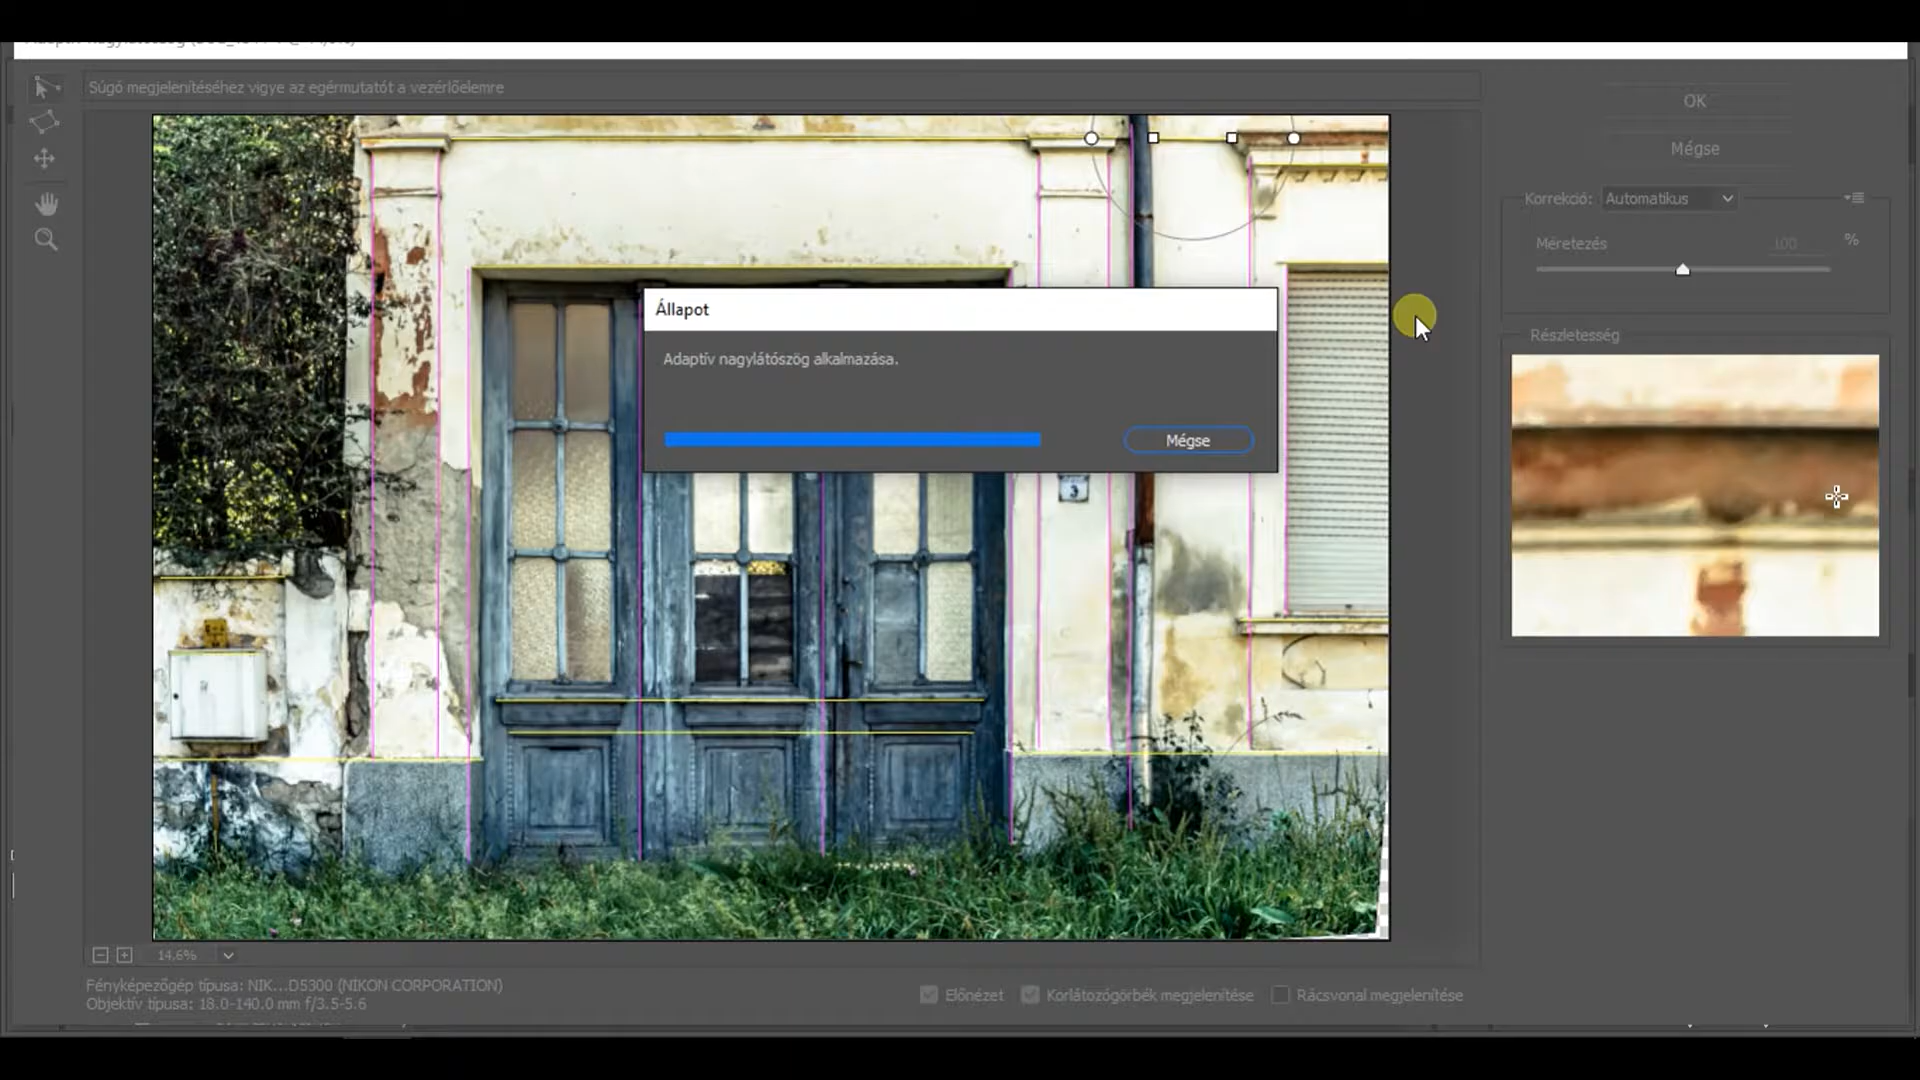 Súgó megjelenítéséhez vigye az egérmutatót a vezérlőelemre
OK
Mégse
Korrekció: Automatikus
Méretezés 100 %
Részletesség
Állapot
Adaptív nagylátószög alkalmazása.
Mégse
3
14,6%
Fényképezőgép típusa: NIK...D5300 (NIKON CORPORATION)
Objektív típusa: 18.0-140.0 mm f/3.5-5.6
Előnézet
Korlátozógörbék megjelenítése
Rácsvonal megjelenítése